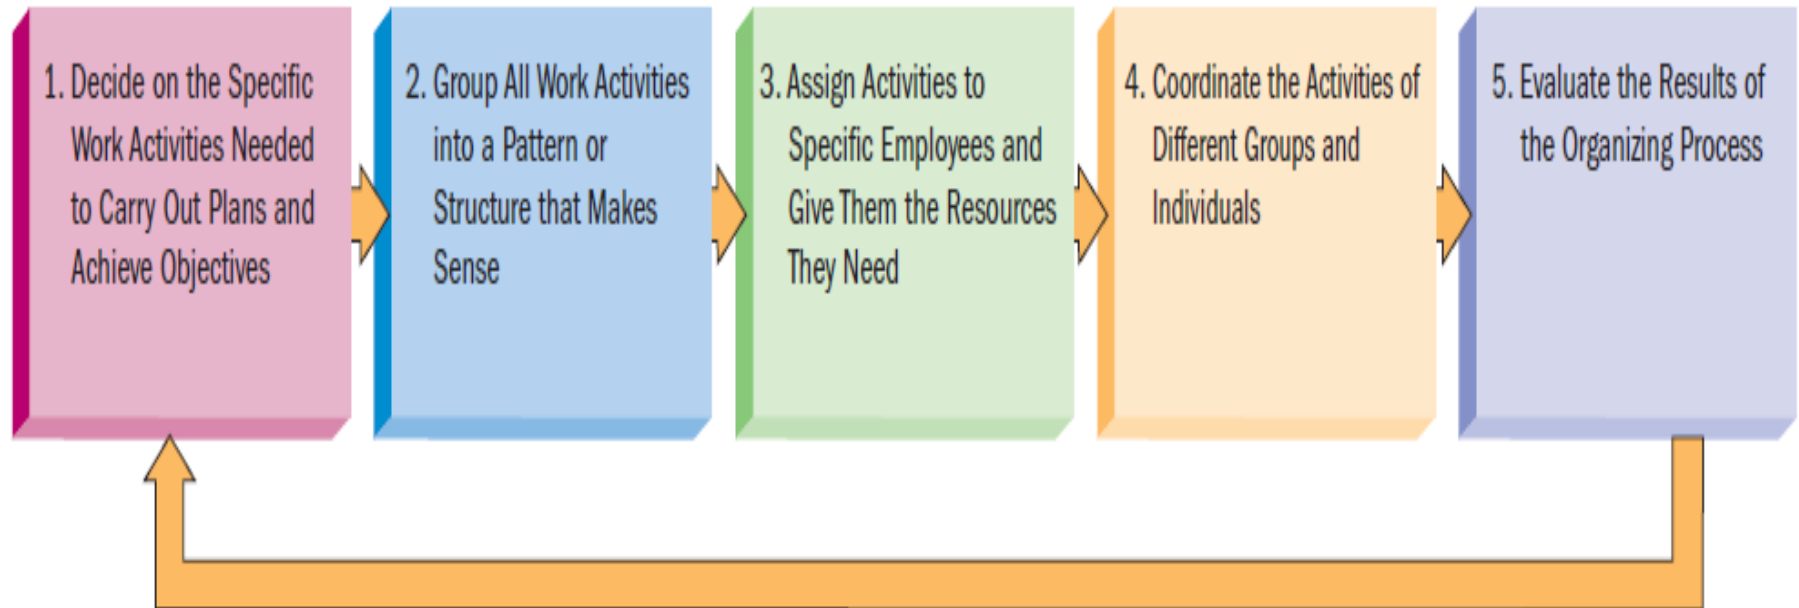 1. Decide on the Specific
Work Activities Needed
to Carry Out Plans and
Achieve Objectives
2. Group All Work Activities
into a Pattern or
Structure that Makes
Sense
3. Assign Activities to
Specific Employees and
Give Them the Resources
They Need
4. Coordinate the Activities of
Different Groups and
Individuals
5. Evaluate the Results of
the Organizing Process